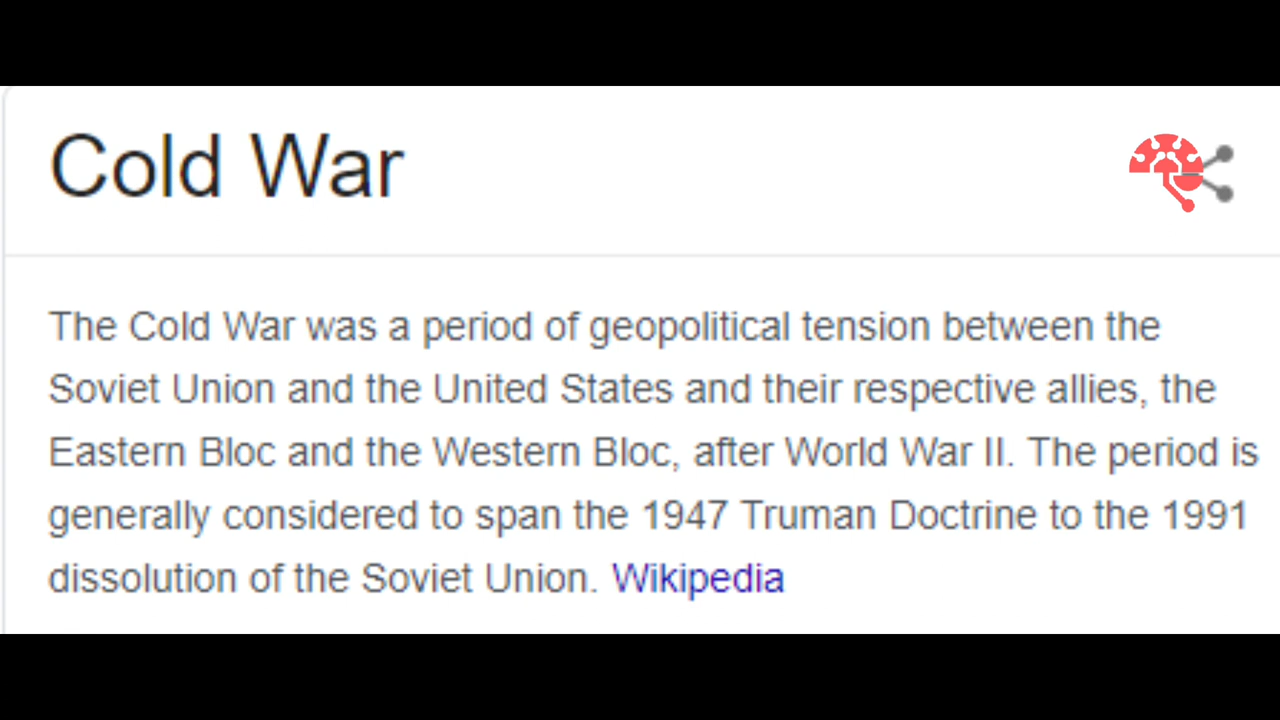 Cold War
The Cold War was a period of geopolitical tension between the
Soviet Union and the United States and their respective allies, the
Eastern Bloc and the Western Bloc, after World War II. The period is
generally considered to span the 1947 Truman Doctrine to the 1991
dissolution of the Soviet Union. Wikipedia